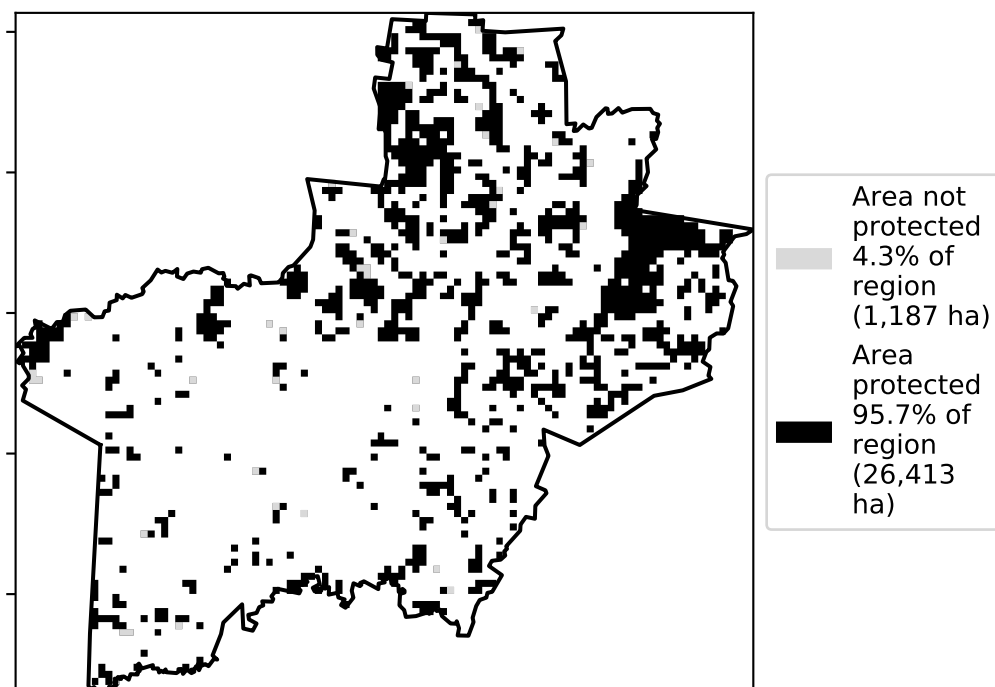 Area not
protected
4.3% of
region
(1,187 ha)
Area
protected
95.7% of
region
(26,413
ha)